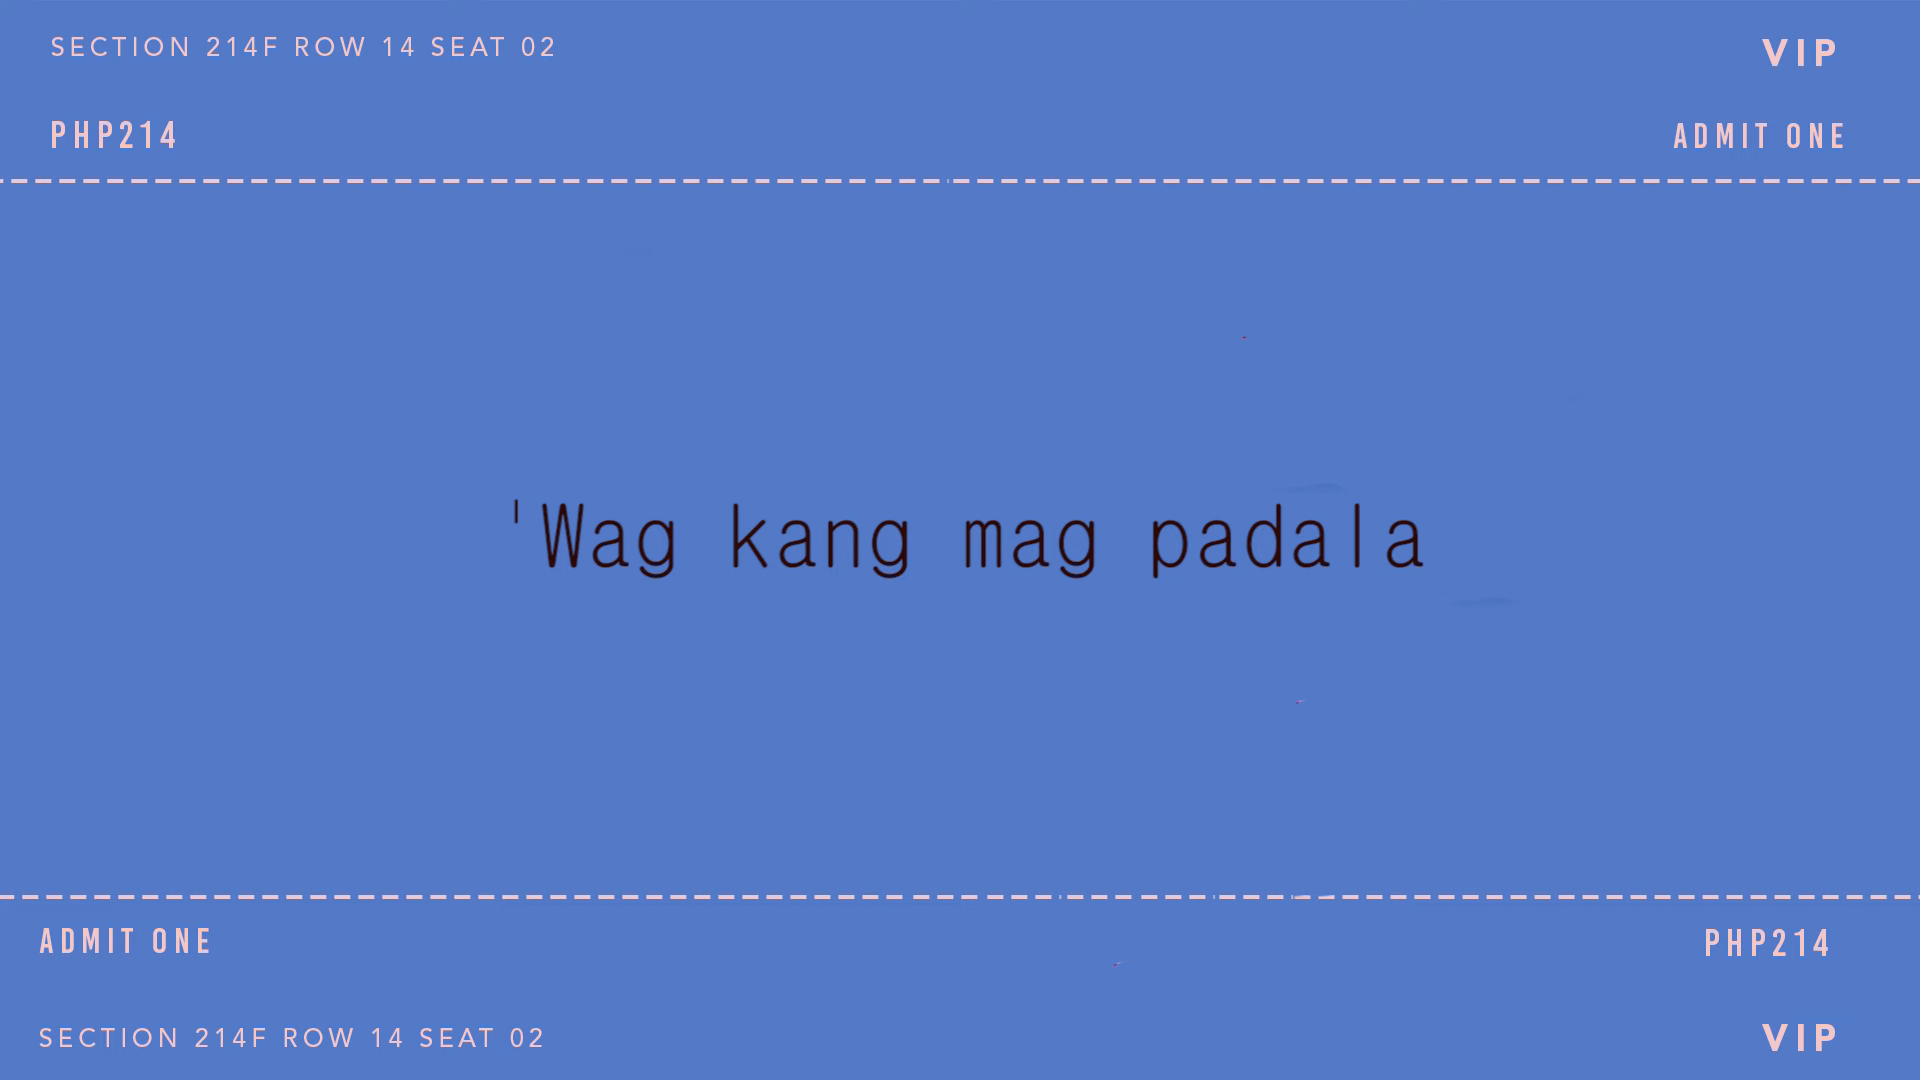 SECTION 214F ROW 14 SEAT 02
VIP
PHP214
ADMIT ONE
'Wag kang mag padala
ADMIT ONE
PHP214
SECTION 214F ROW 14 SEAT 02
VIP